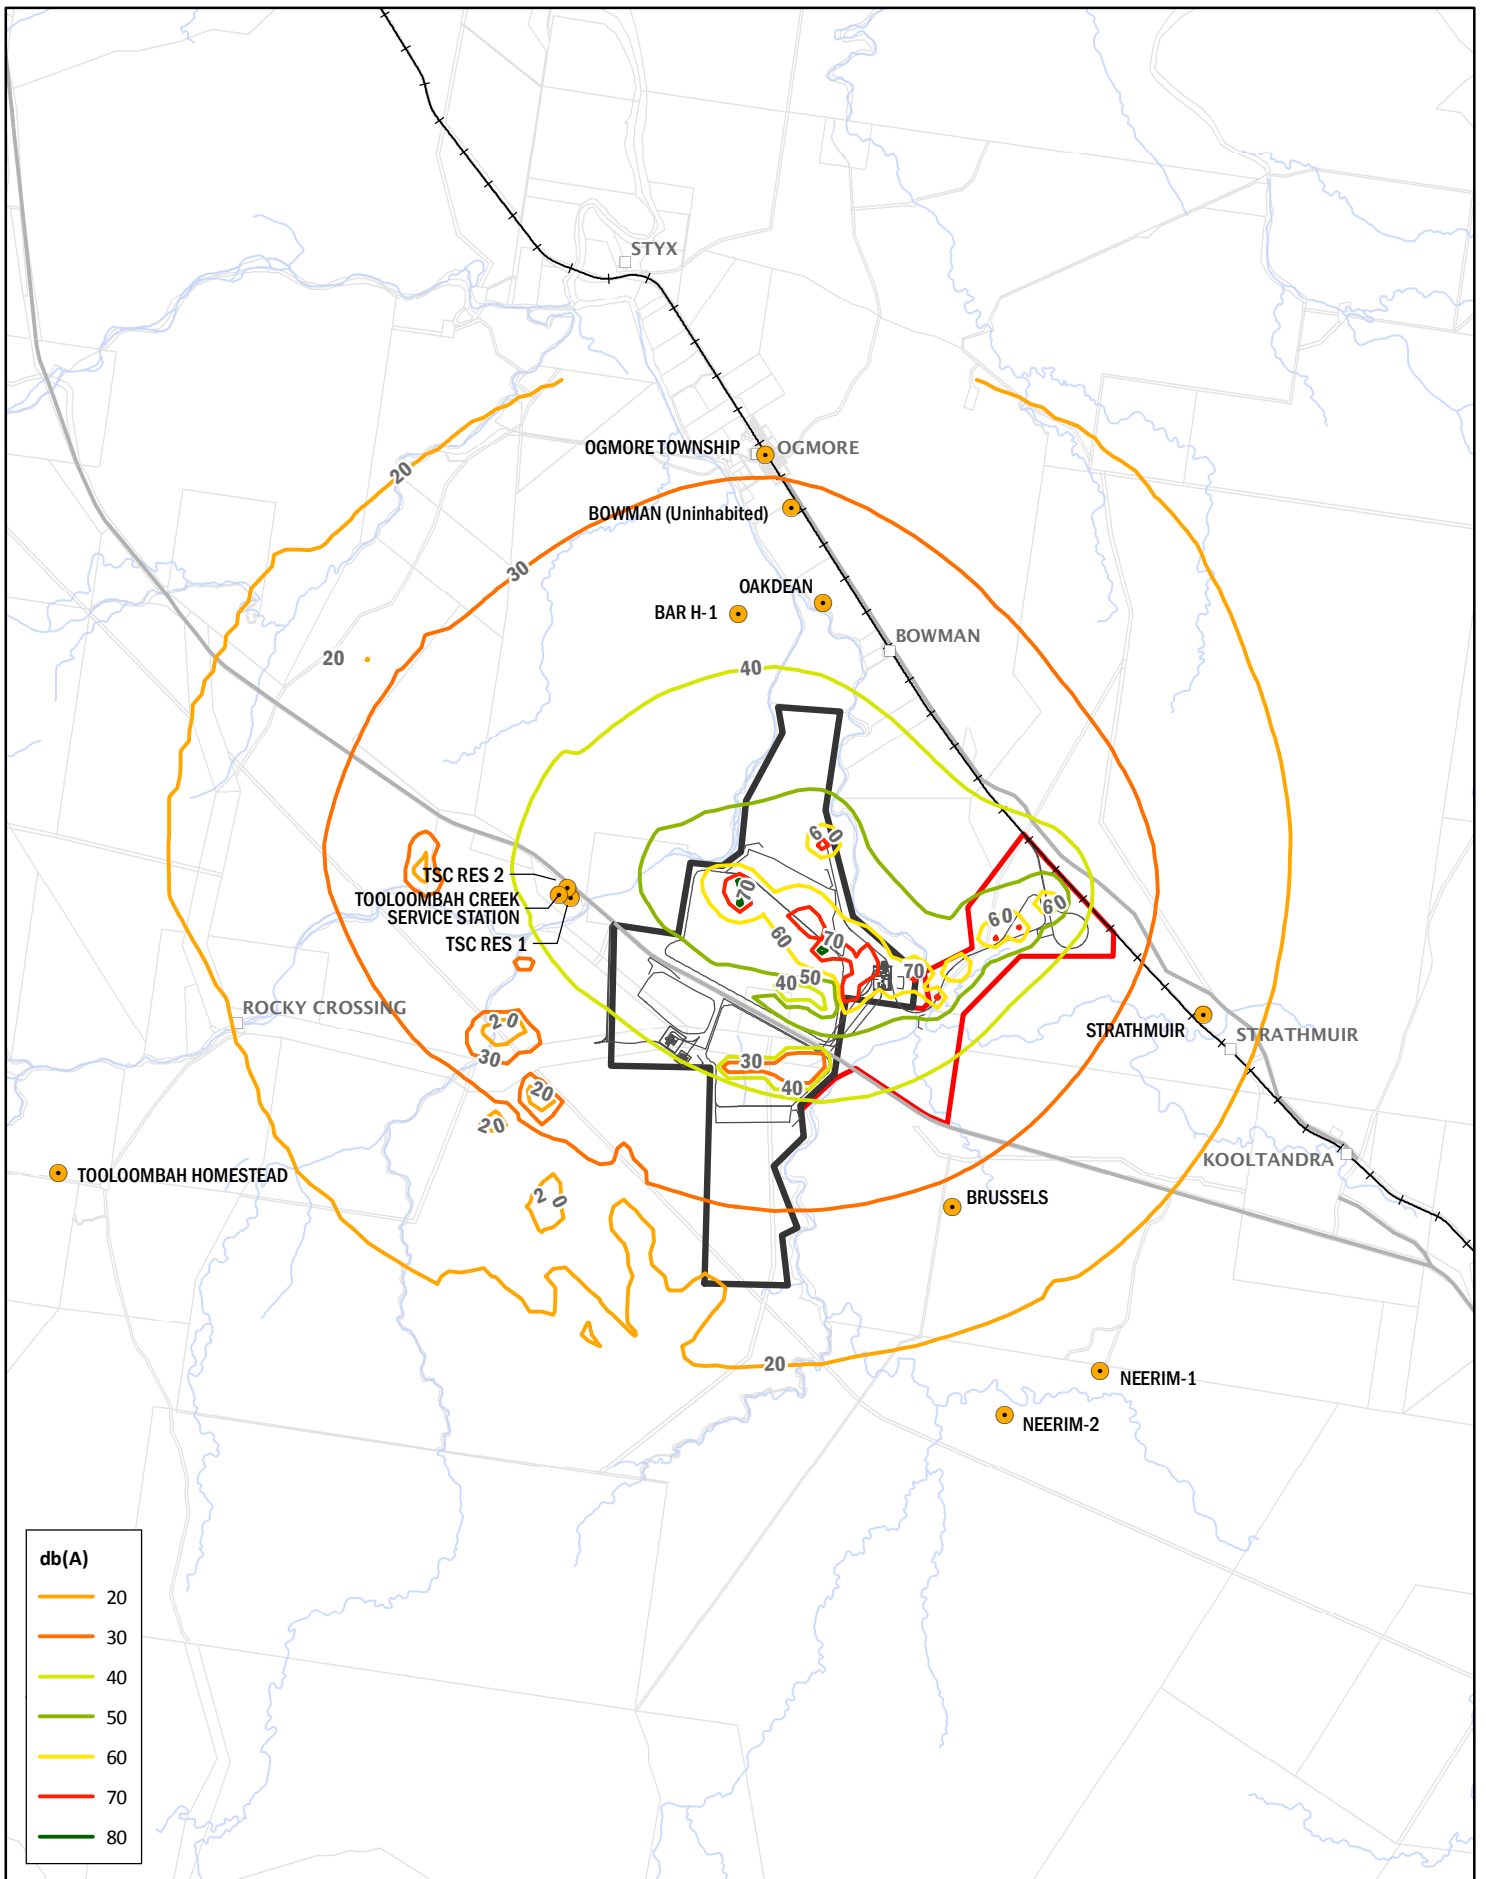 STYX
OGMORE TOWNSHIP
OGMORE
20
BOWMAN (Uninhabited)
30
OAKDEAN
BAR H-1
BOWMAN
20
40
60
TSC RES 2
TOOLOOMBAH CREEK
SERVICE STATION
TSC RES 1
70
60
70
60
60
70
50
40
ROCKY CROSSING
20
30
STRATHMUIR
STRATHMUIR
30
40
20
20
KOOLTANDRA
TOOLOOMBAH HOMESTEAD
20
BRUSSELS
20
NEERIM-1
NEERIM-2
db(A)
20
30
40
50
60
70
80